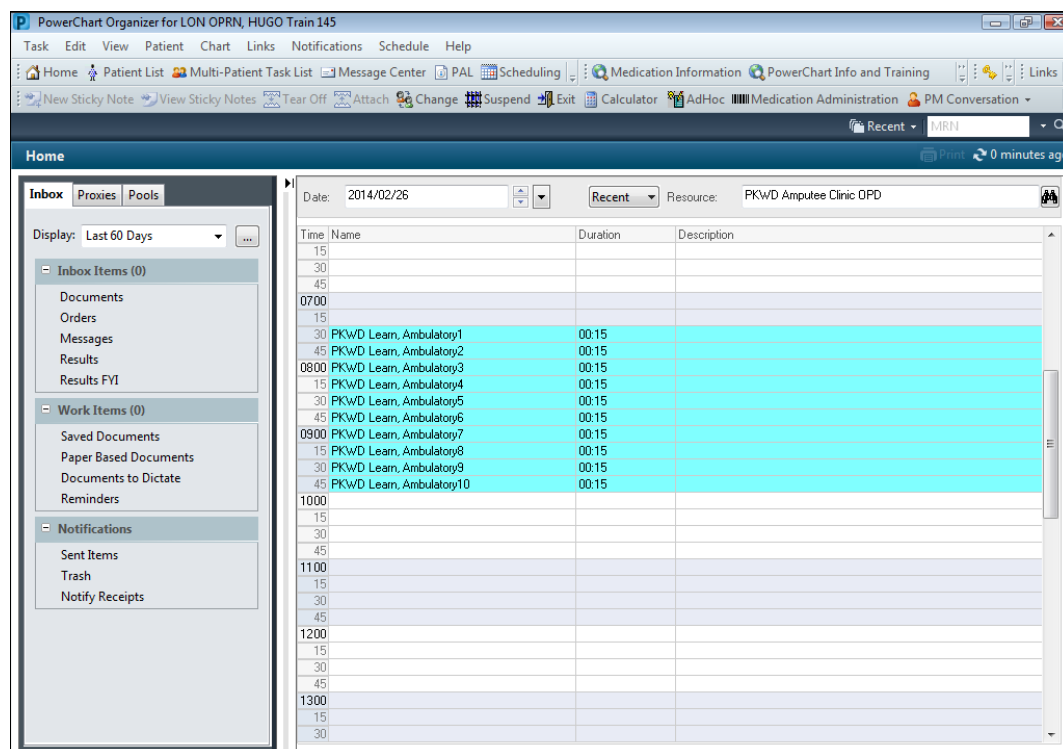 PowerChart Organizer for LON OPRN, HUGO Train 145
Task Edit View Patient Chart Links Notifications Schedule Help
Home Patient List Multi-Patient Task List Message Center PAL Scheduling Medication Information PowerChart Info and Training Links
New Sticky Note View Sticky Notes Tear Off Attach Change Suspend Exit Calculator AdHoc Medication Administration PM Conversation
Recent MRN
Home Print 0 minutes ag
Inbox Proxies Pools
Display: Last 60 Days ...
Inbox Items (0)
Documents
Orders
Messages
Results
Results FYI
Work Items (0)
Saved Documents
Paper Based Documents
Documents to Dictate
Reminders
Notifications
Sent Items
Trash
Notify Receipts
Date: 2014/02/26 Recent Resource: PKWD Amputee Clinic OPD
Time Name Duration Description
15
30
45
0700
15
30 PKWD Learn, Ambulatory1 00:15
45 PKWD Learn, Ambulatory2 00:15
0800 PKWD Learn, Ambulatory3 00:15
15 PKWD Learn, Ambulatory4 00:15
30 PKWD Learn, Ambulatory5 00:15
45 PKWD Learn, Ambulatory6 00:15
0900 PKWD Learn, Ambulatory7 00:15
15 PKWD Learn, Ambulatory8 00:15
30 PKWD Learn, Ambulatory9 00:15
45 PKWD Learn, Ambulatory10 00:15
1000
15
30
45
1100
15
30
45
1200
15
30
45
1300
15
30